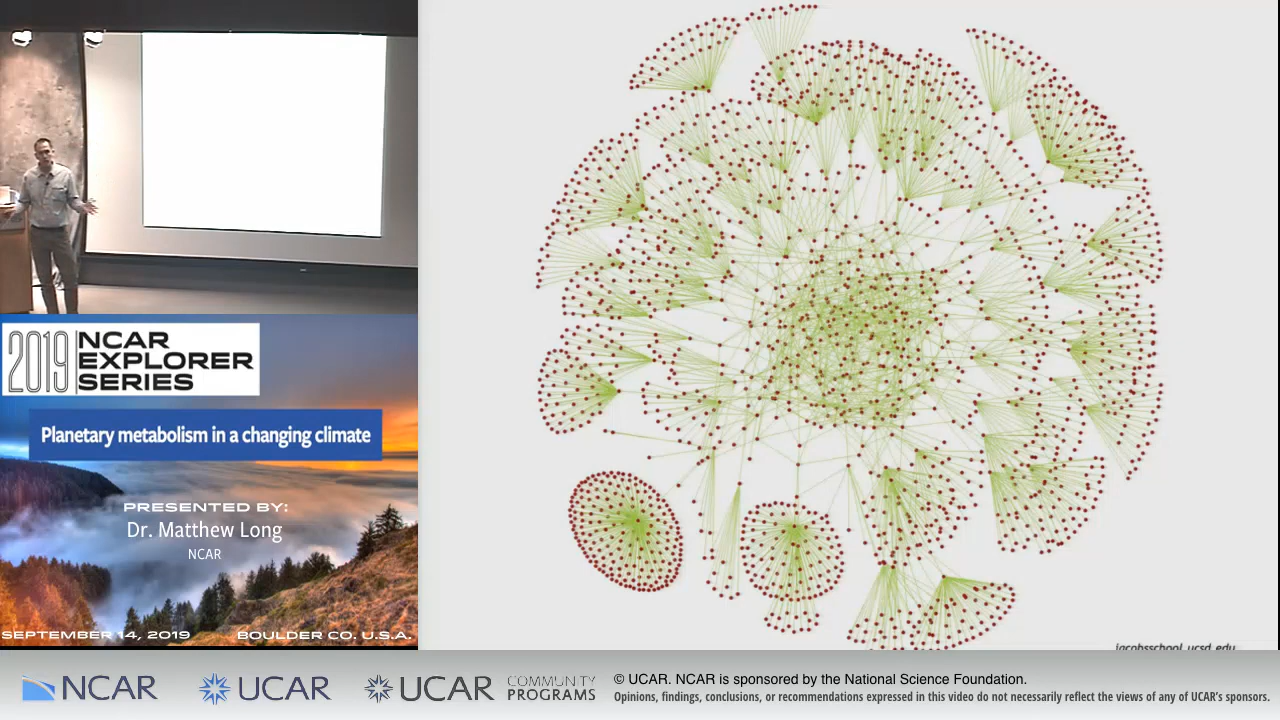 2019 NCAR
EXPLORER
SERIES
Planetary metabolism in a changing climate
PRESENTED BY:
Dr. Matthew Long
NCAR
SEPTEMBER 14, 2019 BOULDER CO. U.S.A.
jacobsschool.ucsd.edu
NCAR UCAR UCAR COMMUNITY PROGRAMS
© UCAR. NCAR is sponsored by the National Science Foundation.
Opinions, findings, conclusions, or recommendations expressed in this video do not necessarily reflect the views of any of UCAR's sponsors.